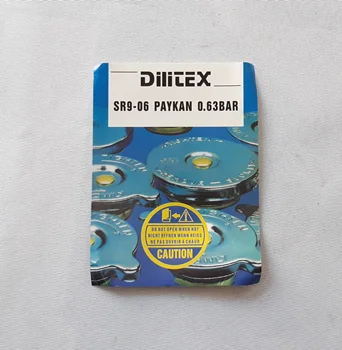 DilITEX
SR9-06 PAYKAN 0.63BAR
DO NOT OPEN WHEN HOT
NICHT ÖFFNEN WENN HEISS
NE PAS OUVRIR A CHAUD
CAUTION